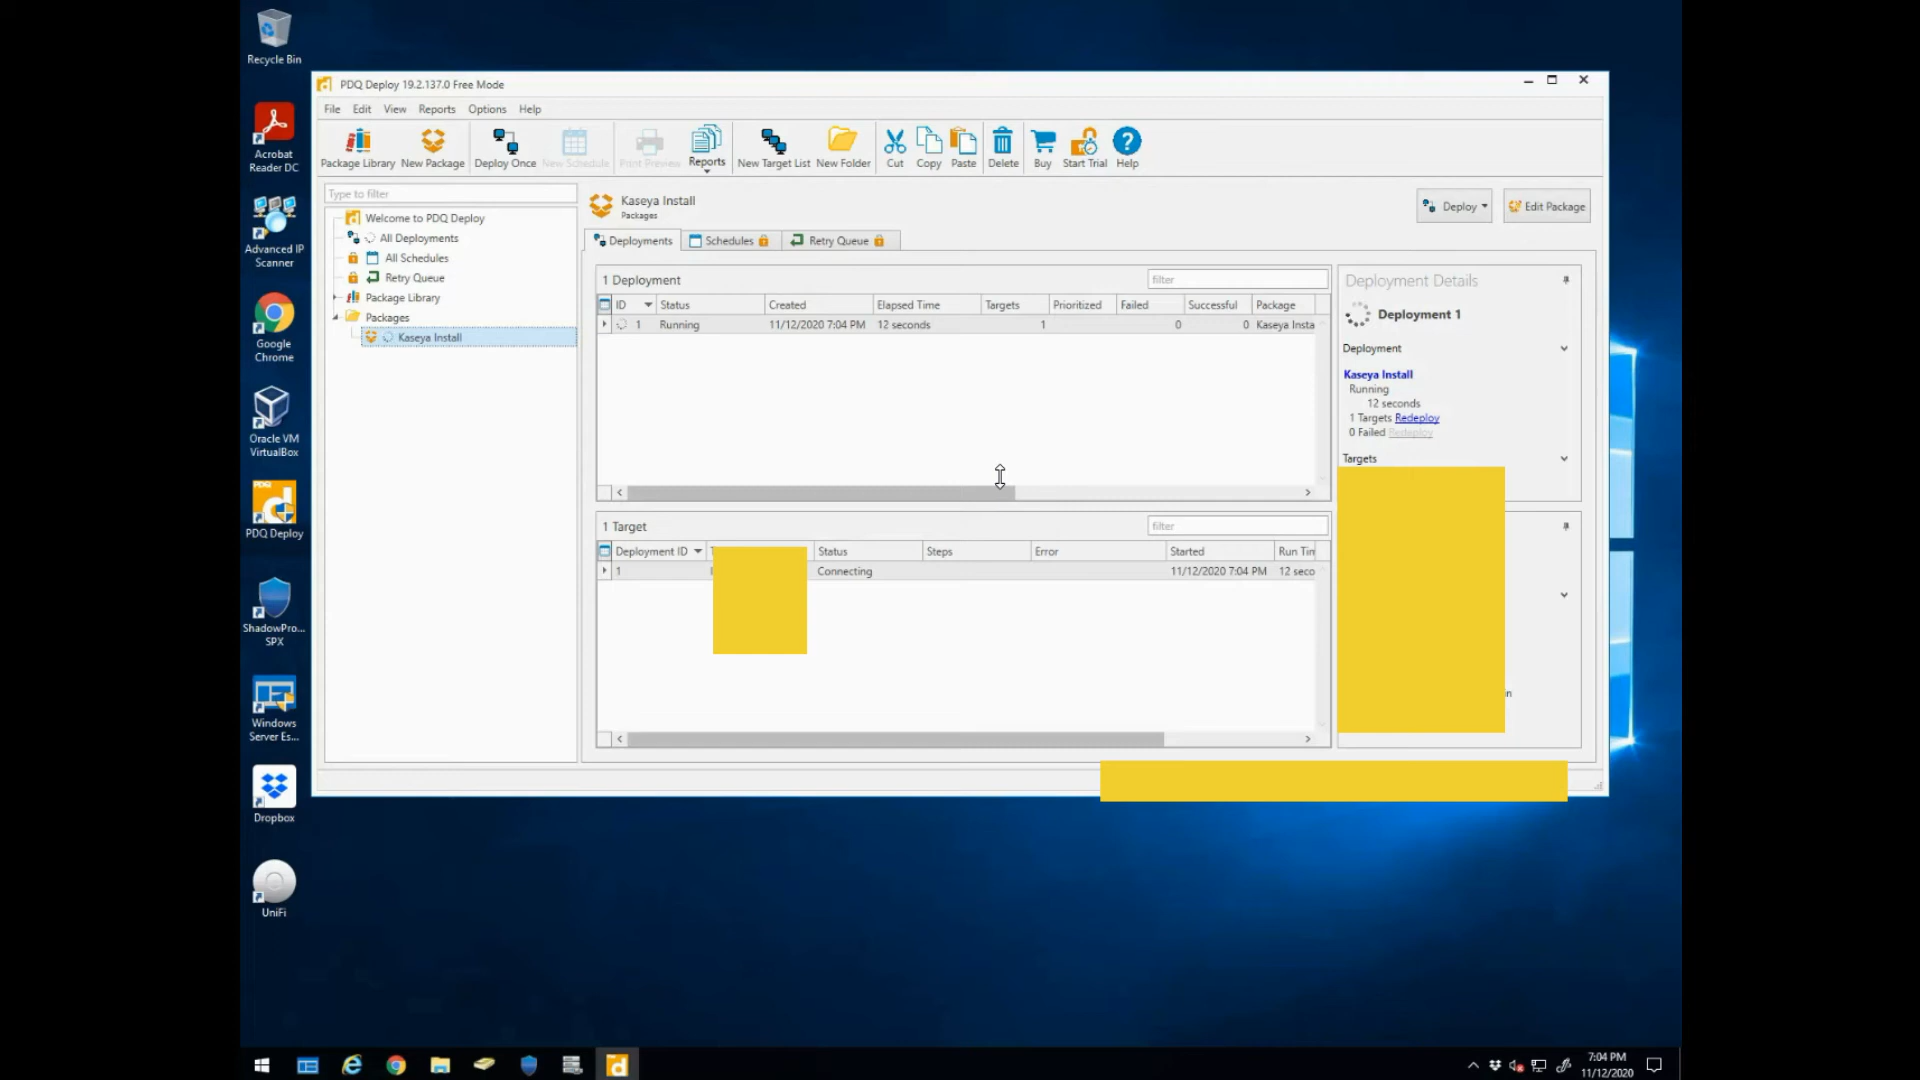 Recycle Bin
Acrobat
Reader DC
Advanced IP
Scanner
Google
Chrome
Oracle VM
VirtualBox
PDQ
PDQ Deploy
ShadowPro...
SPX
Windows
Server Es...
Dropbox
UniFi
PDQ Deploy 19.2.137.0 Free Mode
File Edit View Reports Options Help
Package Library New Package Deploy Once New Schedule Print Preview Reports New Target List New Folder Cut Copy Paste Delete Buy Start Trial Help
Type to filter
Welcome to PDQ Deploy
All Deployments
All Schedules
Retry Queue
Package Library
Packages
Kaseya Install
Kaseya Install
Packages
Deploy Edit Package
Deployments Schedules Retry Queue
1 Deployment filter
ID Status Created Elapsed Time Targets Prioritized Failed Successful Package
1 Running 11/12/2020 7:04 PM 12 seconds 1 0 0 Kaseya Insta
1 Target filter
Deployment ID Status Steps Error Started Run Tin
1 Connecting 11/12/2020 7:04 PM 12 seco
Deployment Details
Deployment 1
Deployment
Kaseya Install
Running
12 seconds
1 Targets Redeploy
0 Failed Redeploy
Targets
7:04 PM
11/12/2020